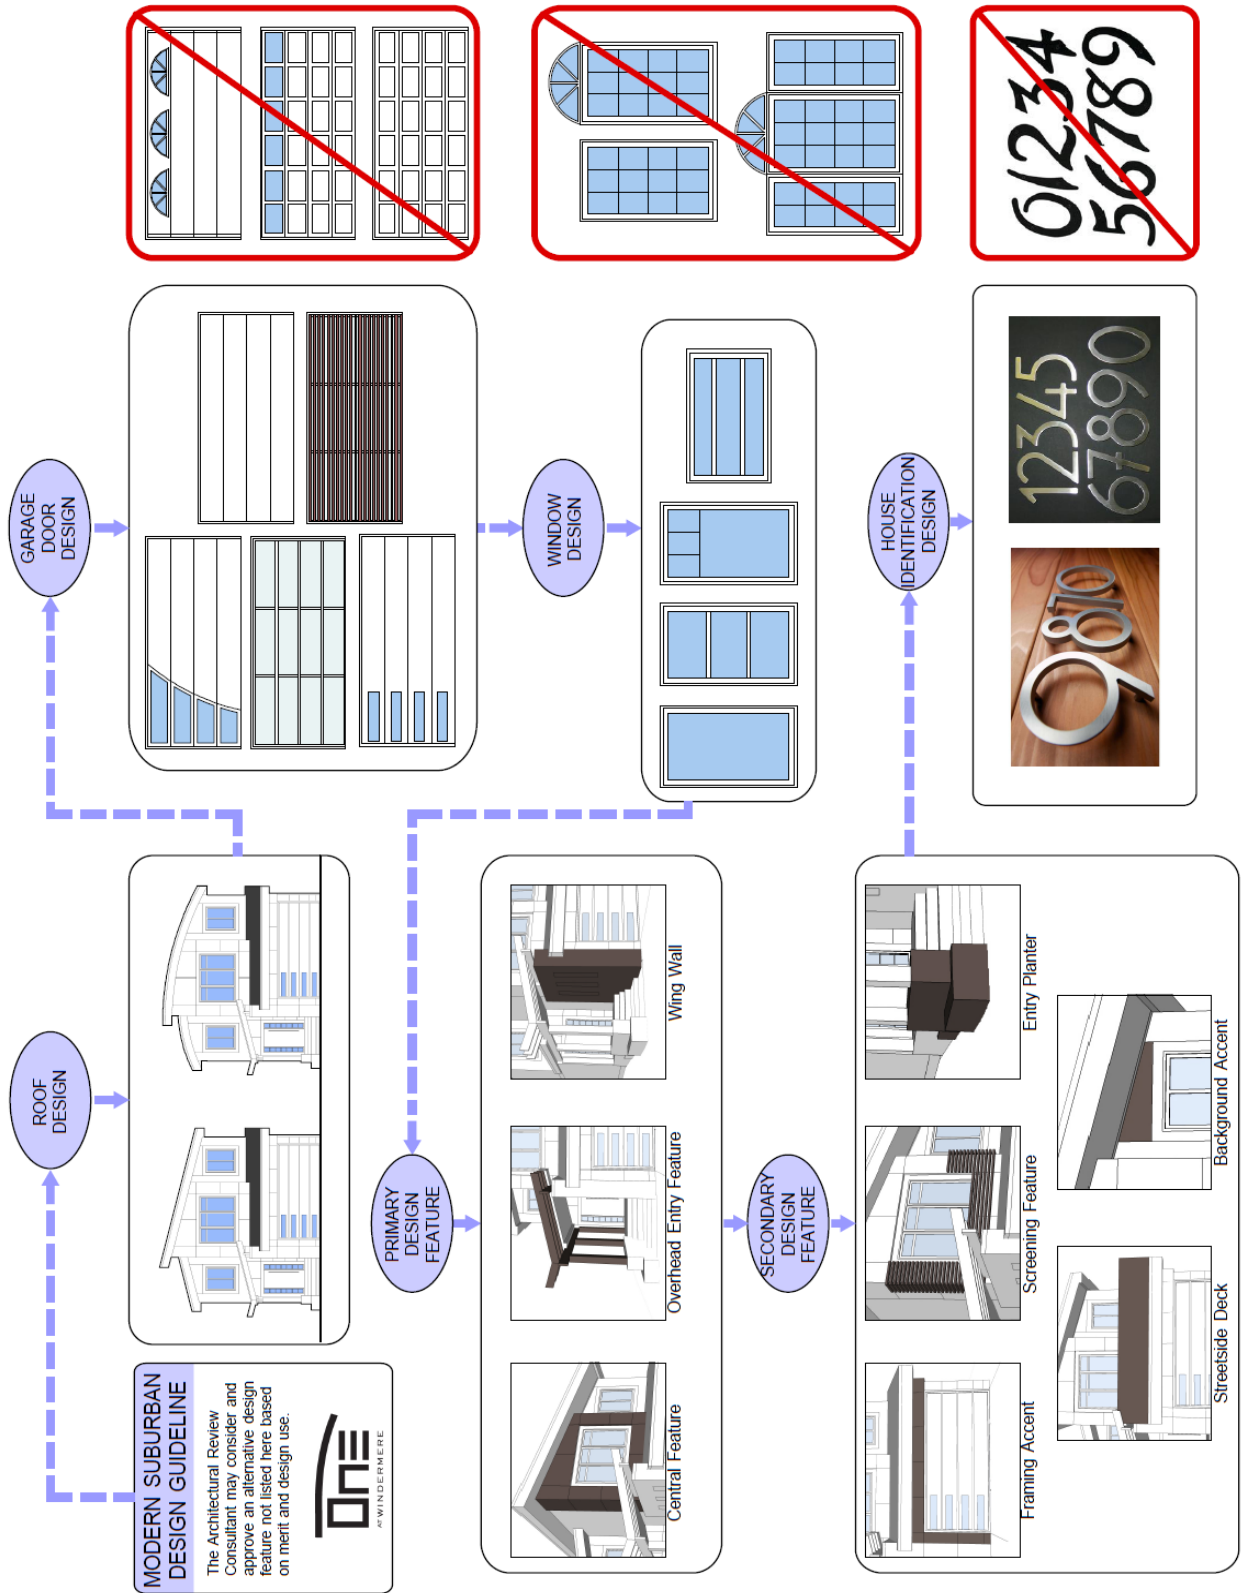 MODERN SUBURBAN
DESIGN GUIDELINE
The Architectural Review
Consultant may consider and
approve an alternative design
feature not listed here based
on merit and design use.
ONE
AT WINDERMERE
ROOF
DESIGN
GARAGE
DOOR
DESIGN
WINDOW
DESIGN
PRIMARY
DESIGN
FEATURE
Central Feature
Overhead Entry Feature
Wing Wall
SECONDARY
DESIGN
FEATURE
Framing Accent
Screening Feature
Entry Planter
Streetside Deck
Background Accent
HOUSE
IDENTIFICATION
DESIGN
9870
12345
67890
01234
56789